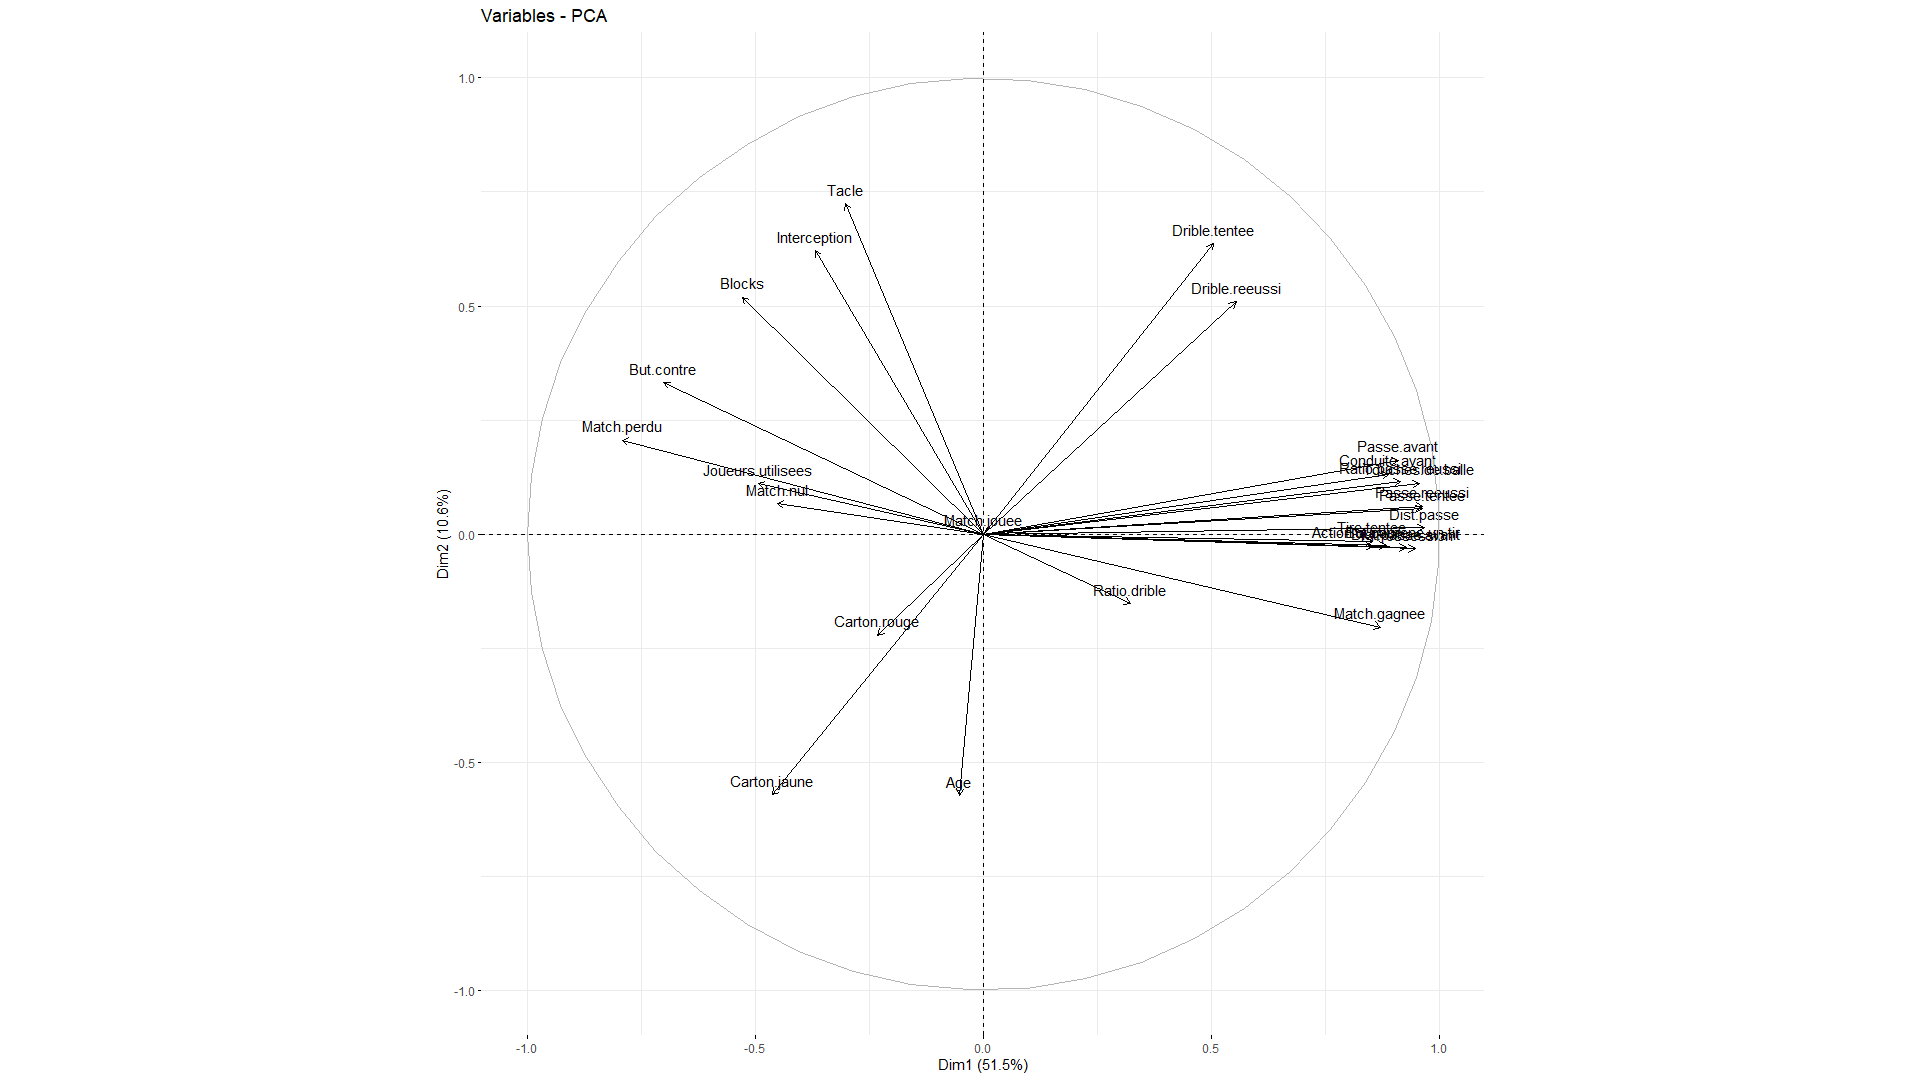 Variables - PCA
1.0
Tacle
Drible.tentee
Interception
Blocks
Drible.reeussi
0.5
But.contre
Match.perdu
Passe.avant
Conduite.avant
Joueurs.utilisees
Match.nul
Passe.reeussi
Passe.tentee
Dist.passe
Match.jouee
Tire.tentee
0.0
Ratio.drible
Match.gagnee
Carton.rouge
-0.5
Carton.jaune
Age
-1.0
-1.0
-0.5
0.0
0.5
1.0
Dim1 (51.5%)
Dim2 (10.6%)